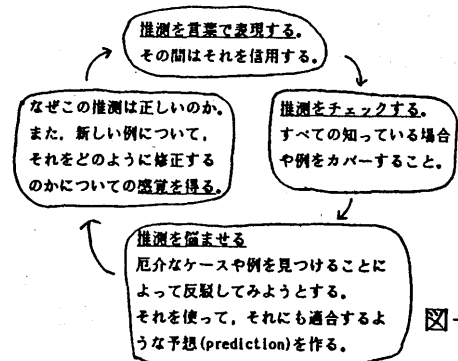 推測を言葉で表現する。
その間はそれを信用する。
なぜこの推測は正しいのか。
また，新しい例について，
それをどのように修正する
のかについての感覚を得る。
推測をチェックする。
すべての知っている場合
や例をカバーすること。
推測を悩ませる
厄介なケースや例を見つけることに
よって反駁してみようとする。
それを使って，それにも適合するよ
うな予想(prediction)を作る。
図-